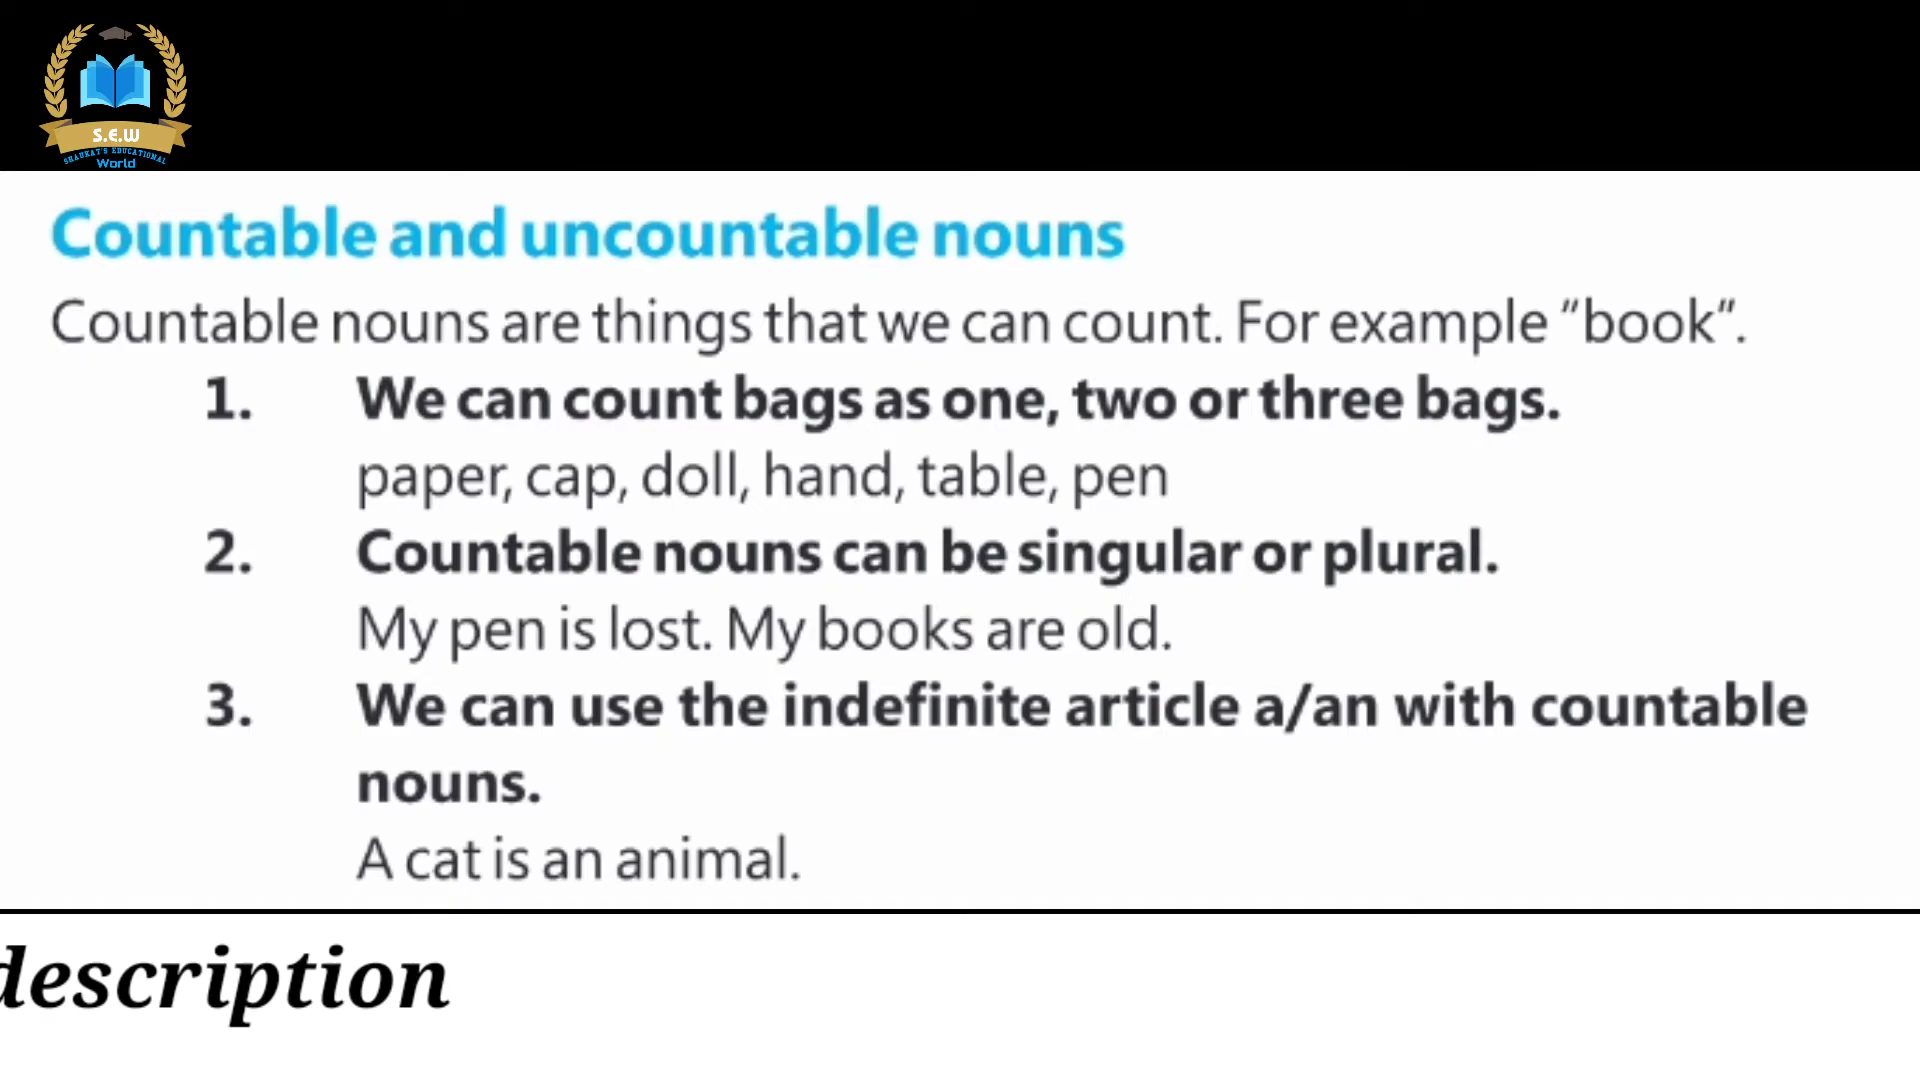 S.E.W
SHAUKAT'S EDUCATIONAL
World
Countable and uncountable nouns
Countable nouns are things that we can count. For example "book".
1. We can count bags as one, two or three bags.
paper, cap, doll, hand, table, pen
2. Countable nouns can be singular or plural.
My pen is lost. My books are old.
3. We can use the indefinite article a/an with countable
nouns.
A cat is an animal.
description